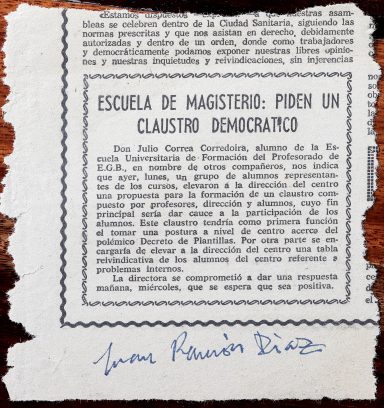 «Estamos dispuestos
nuestras asam-
bleas se celebren dentro de la Ciudad Sanitaria, siguiendo las
normas prescritas y que nos asistan en derecho, debidamente
autorizadas y dentro de un orden, donde como trabajadores
y democráticamente podamos exponer nuestras libres opinio-
nes y nuestras inquietudes y reivindicaciones, sin injerencias
ESCUELA DE MAGISTERIO: PIDEN UN
CLAUSTRO DEMOCRATICO
Don Julio Correa Corredoira, alumno de la Es-
cuela Universitaria de Formación del Profesorado de
E.G.B., en nombre de otros compañeros, nos indica
que ayer, lunes, un grupo de alumnos representan-
tes de los cursos, elevaron a la dirección del centro
una propuesta para la formación de un claustro com-
puesto por profesores, dirección y alumnos, cuyo fin
principal sería dar cauce a la participación de los
alumnos. Este claustro tendría como primera función
el tomar una postura a nivel de centro acerca del
polémico Decreto de Plantillas. Por otra parte se en-
cargaría de elevar a la dirección del centro una tabla
reivindicativa de los alumnos del centro referente a
problemas internos.
La directora se comprometió a dar una respuesta
mañana, miércoles, que se espera que sea positiva.
Juan Ramón Díaz